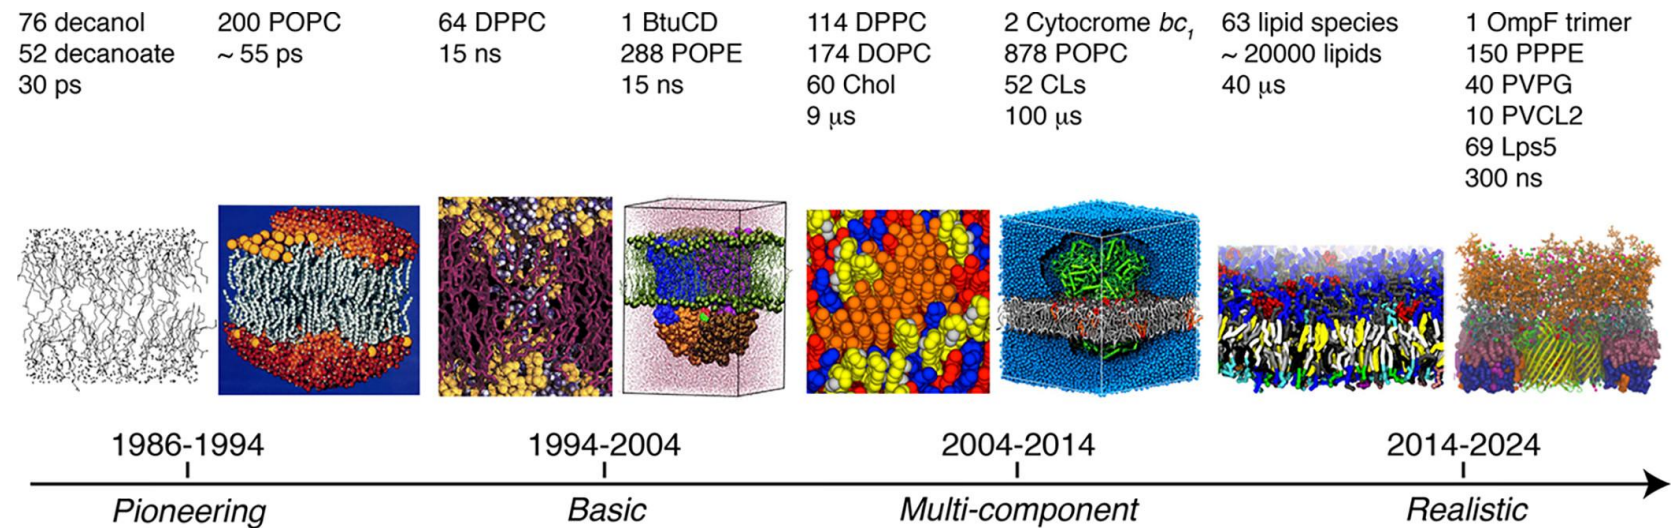 76 decanol
52 decanoate
30 ps
200 POPC
~ 55 ps
64 DPPC
15 ns
1 BtuCD
288 POPE
15 ns
114 DPPC
174 DOPC
60 Chol
9 μs
2 Cytocrome bc₁
878 POPC
52 CLs
100 μs
63 lipid species
~ 20000 lipids
40 μs
1 OmpF trimer
150 PPPE
40 PVPG
10 PVCL2
69 Lps5
300 ns
1986-1994
1994-2004
2004-2014
2014-2024
Pioneering
Basic
Multi-component
Realistic